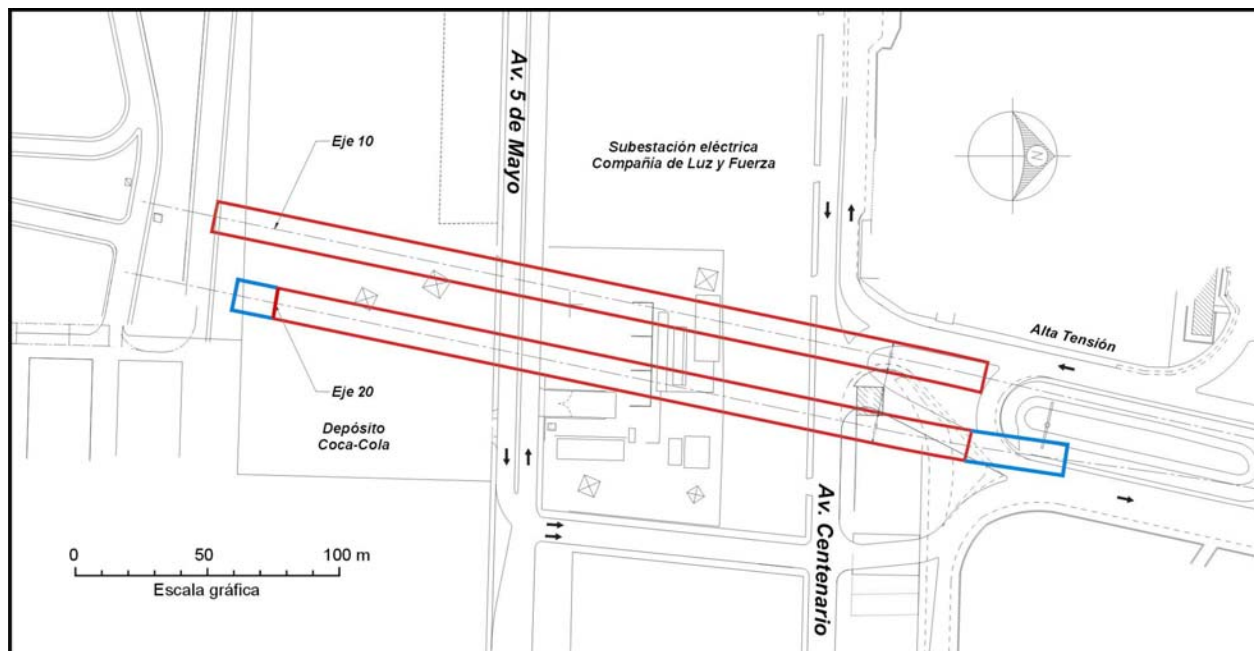 Av. 5 de Mayo
Eje 10
Subestación eléctrica
Compañía de Luz y Fuerza
N
Alta Tensión
Eje 20
Depósito
Coca-Cola
Av. Centenario
0 50 100 m
Escala gráfica